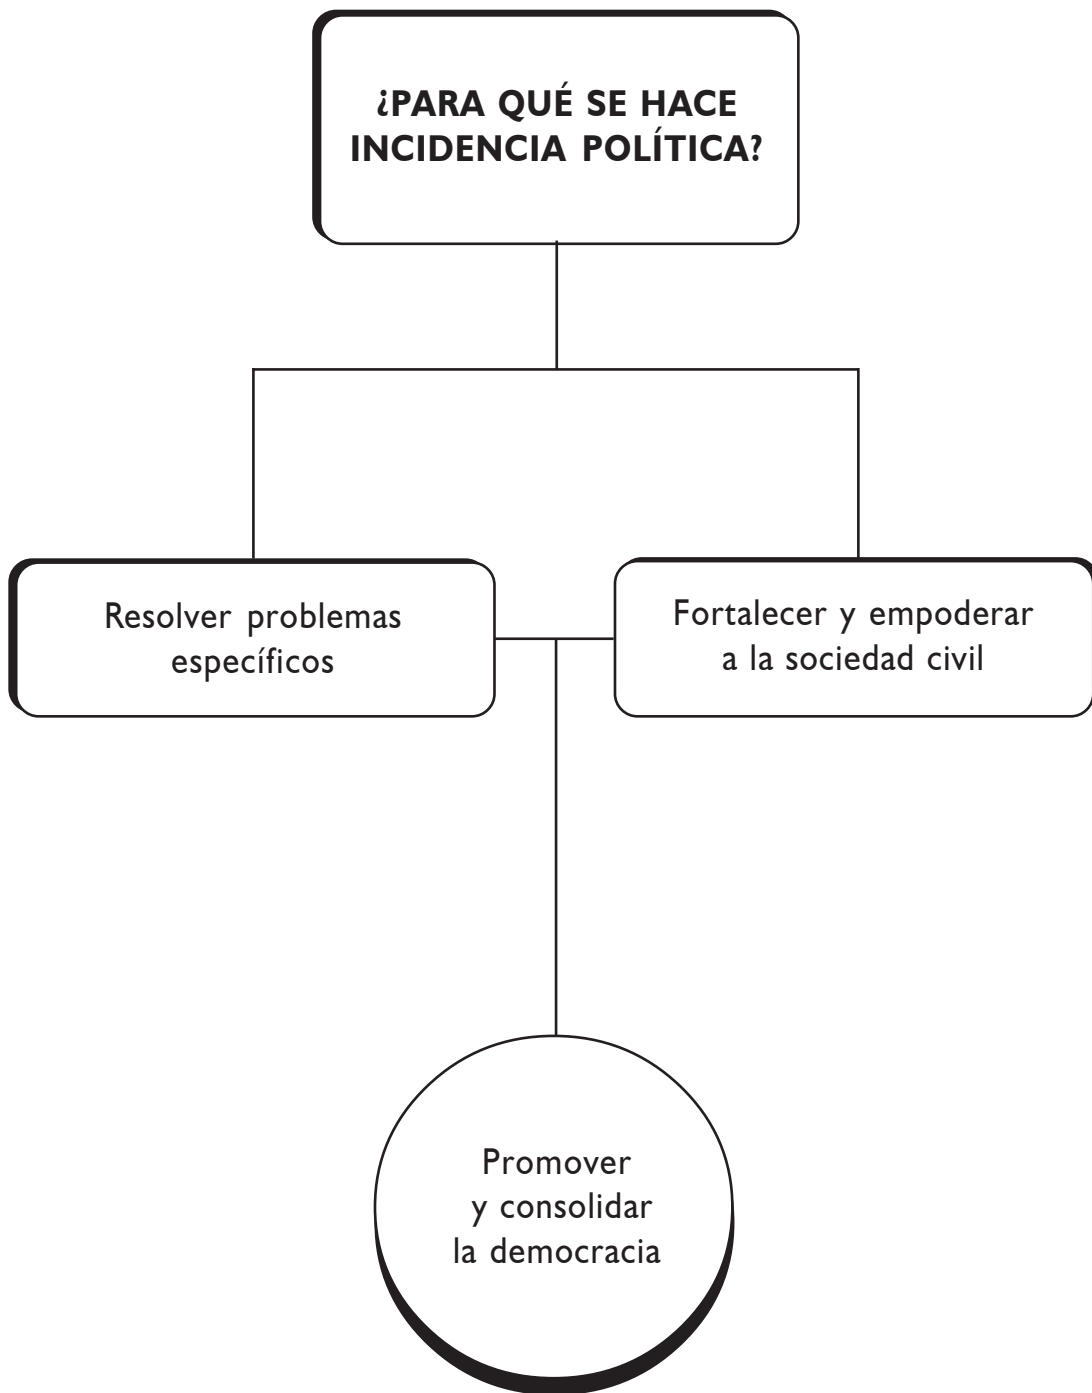 ¿PARA QUÉ SE HACE
INCIDENCIA POLÍTICA?
Resolver problemas
específicos
Fortalecer y empoderar
a la sociedad civil
Promover
y consolidar
la democracia